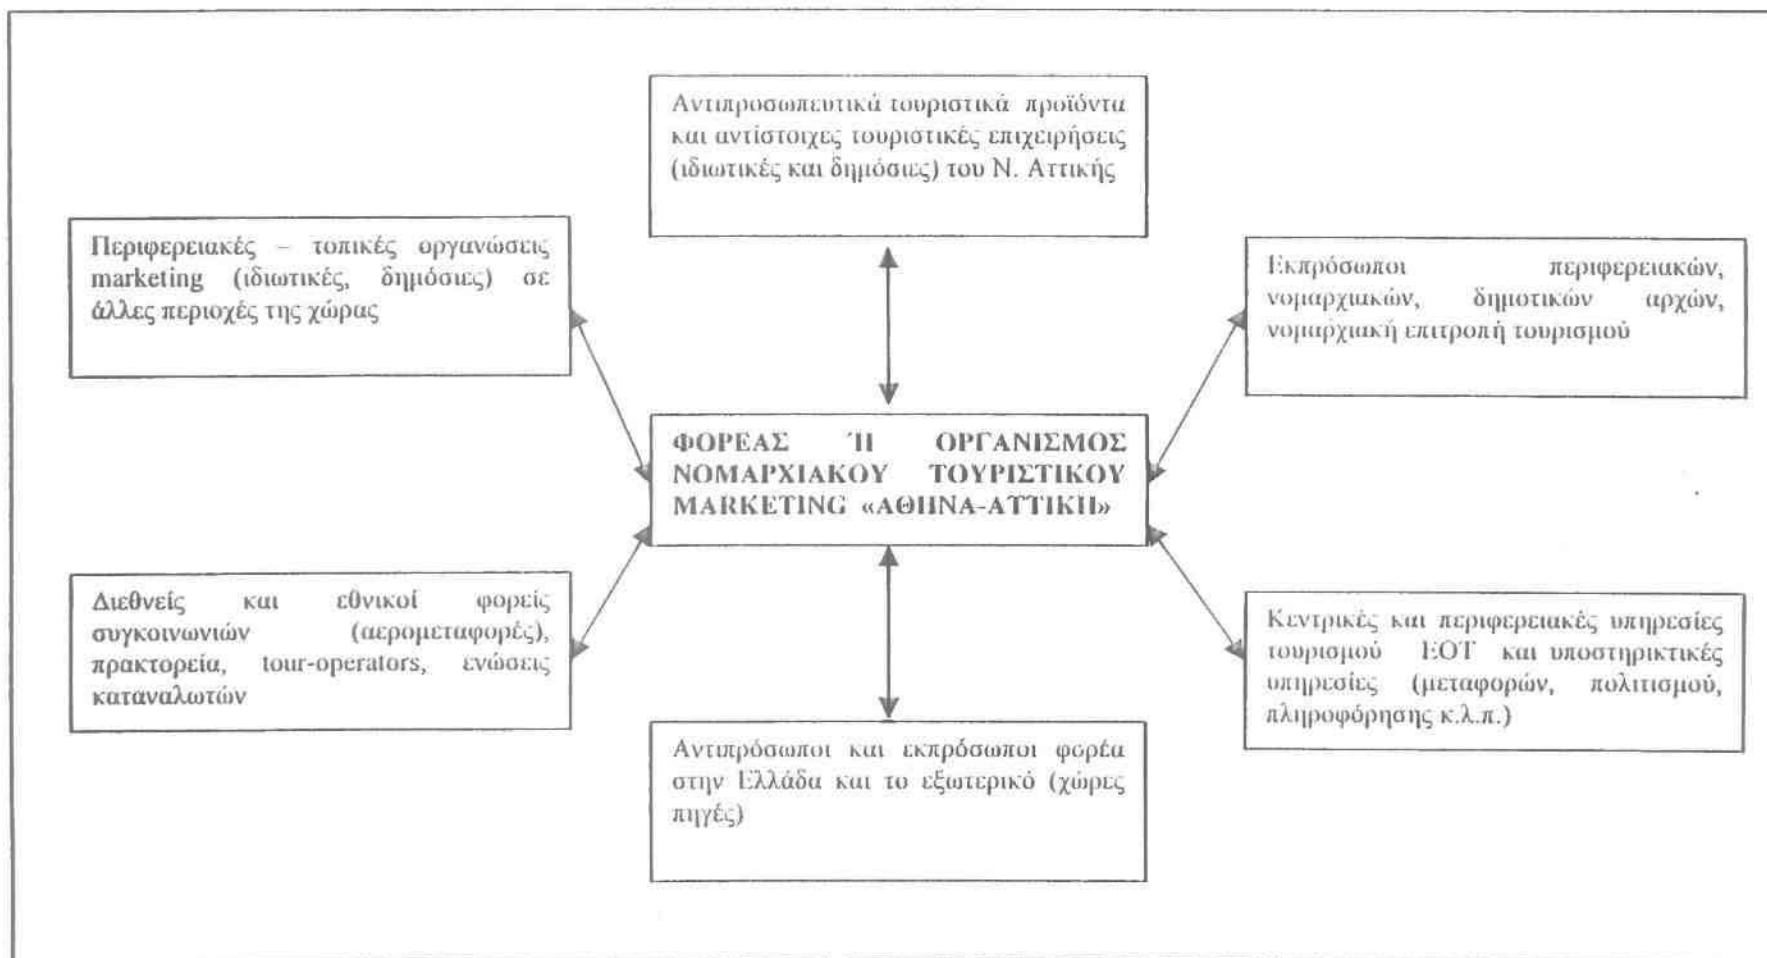 Αντιπροσωπευτικά τουριστικά προϊόντα
και αντίστοιχες τουριστικές επιχειρήσεις
(ιδιωτικές και δημόσιες) του Ν. Αττικής
Περιφερειακές – τοπικές οργανώσεις
marketing (ιδιωτικές, δημόσιες) σε
άλλες περιοχές της χώρας
Εκπρόσωποι περιφερειακών,
νομαρχιακών, δημοτικών αρχών,
νομαρχιακή επιτροπή τουρισμού
ΦΟΡΕΑΣ Ή ΟΡΓΑΝΙΣΜΟΣ
ΝΟΜΑΡΧΙΑΚΟΥ ΤΟΥΡΙΣΤΙΚΟΥ
MARKETING «ΑΘΗΝΑ-ΑΤΤΙΚΗ»
Διεθνείς και εθνικοί φορείς
συγκοινωνιών (αερομεταφορές),
πρακτορεία, tour-operators, ενώσεις
καταναλωτών
Κεντρικές και περιφερειακές υπηρεσίες
τουρισμού ΕΟΤ και υποστηρικτικές
υπηρεσίες (μεταφορών, πολιτισμού,
πληροφόρησης κ.λ.π.)
Αντιπρόσωποι και εκπρόσωποι φορέα
στην Ελλάδα και το εξωτερικό (χώρες
πηγές)